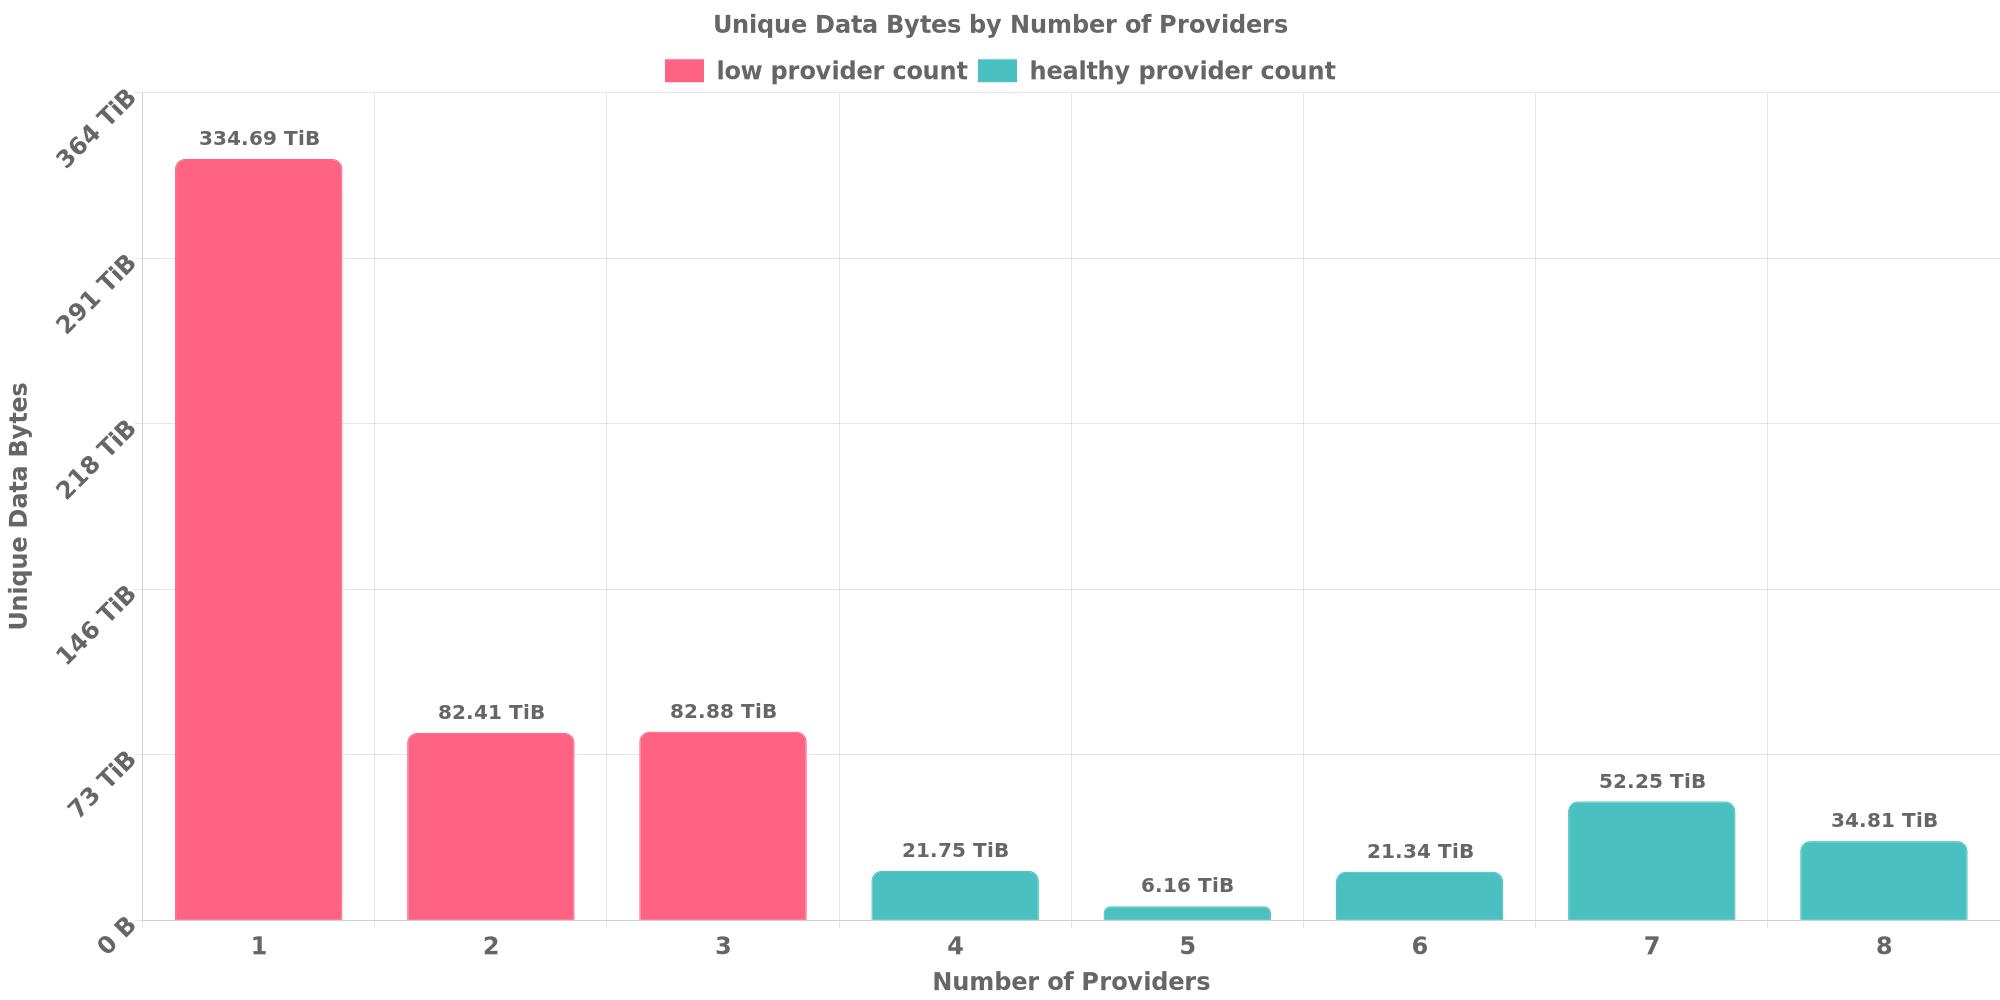 Unique Data Bytes by Number of Providers
low provider count healthy provider count
364 TiB
291 TiB
218 TiB
146 TiB
73 TiB
0 B
Unique Data Bytes
334.69 TiB
82.41 TiB
82.88 TiB
21.75 TiB
6.16 TiB
21.34 TiB
52.25 TiB
34.81 TiB
1 2 3 4 5 6 7 8
Number of Providers